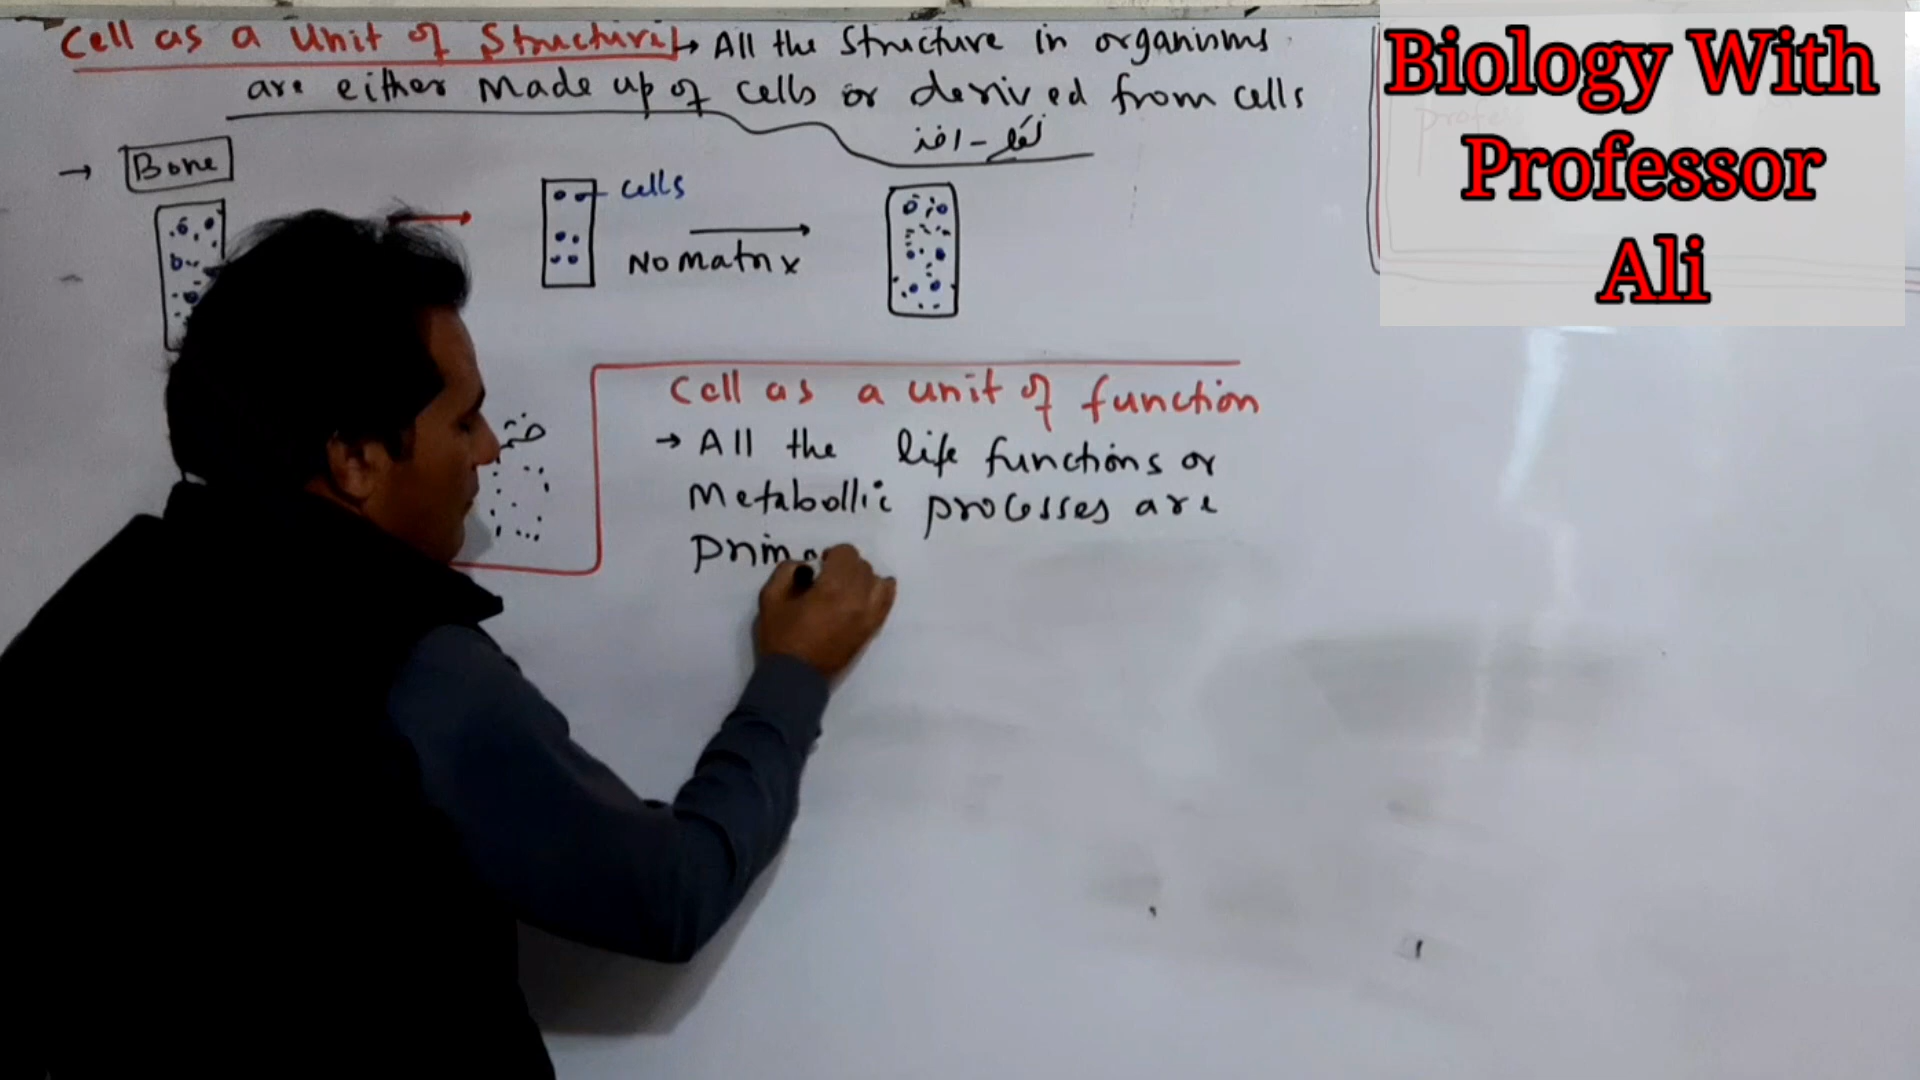 Cell as a Unit of Structure → All the Structure in organisms
are either Made up of cells or derived from cells
→ Bone
cells
No matrix
Cell as a unit of function
→ All the life functions or
Metabollic processes are
Biology With
Professor
Ali